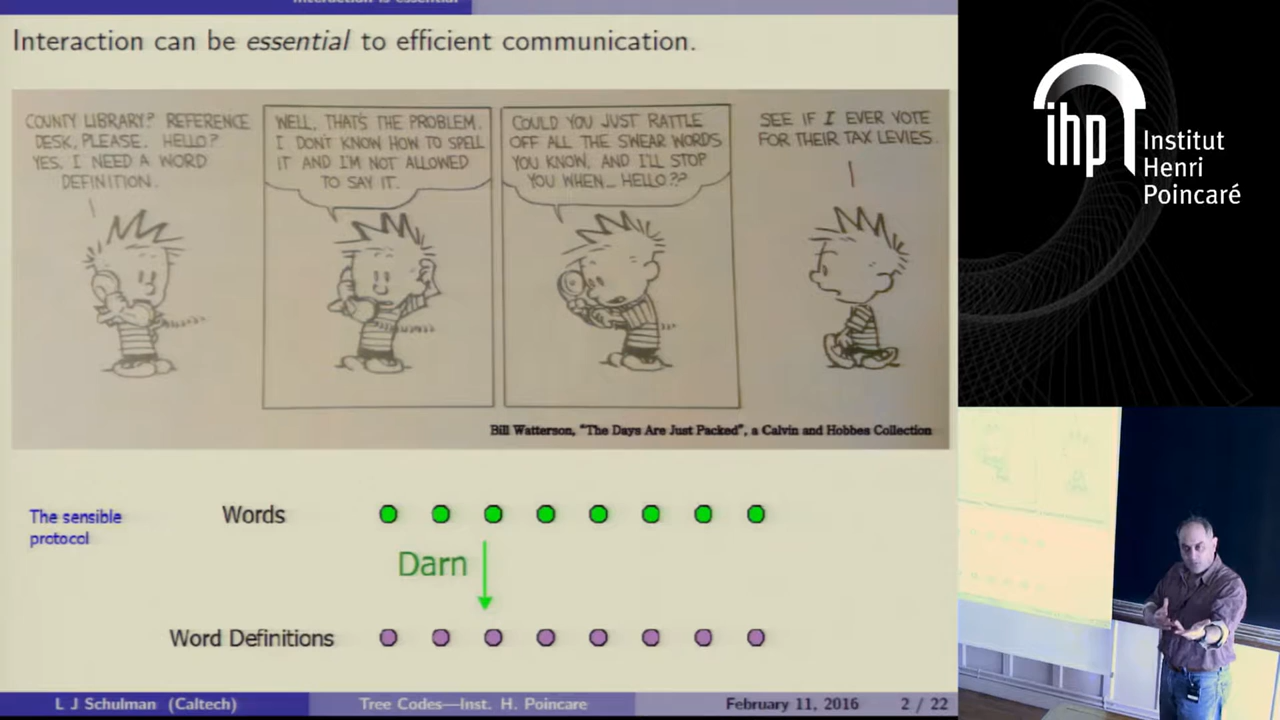 Interaction is essential
Interaction can be essential to efficient communication.
COUNTY LIBRARY? REFERENCE
DESK, PLEASE. HELLO?
YES, I NEED A WORD
DEFINITION.
WELL, THAT'S THE PROBLEM.
I DON'T KNOW HOW TO SPELL
IT AND I'M NOT ALLOWED
TO SAY IT.
COULD YOU JUST RATTLE
OFF ALL THE SWEAR WORDS
YOU KNOW, AND I'LL STOP
YOU WHEN... HELLO??
SEE IF I EVER VOTE
FOR THEIR TAX LEVIES.
Bill Watterson, "The Days Are Just Packed", a Calvin and Hobbes Collection
The sensible
protocol
Words
Darn
Word Definitions
L J Schulman (Caltech)
Tree Codes—Inst. H. Poincare
February 11, 2016
2 / 22
ihp
Institut
Henri
Poincaré